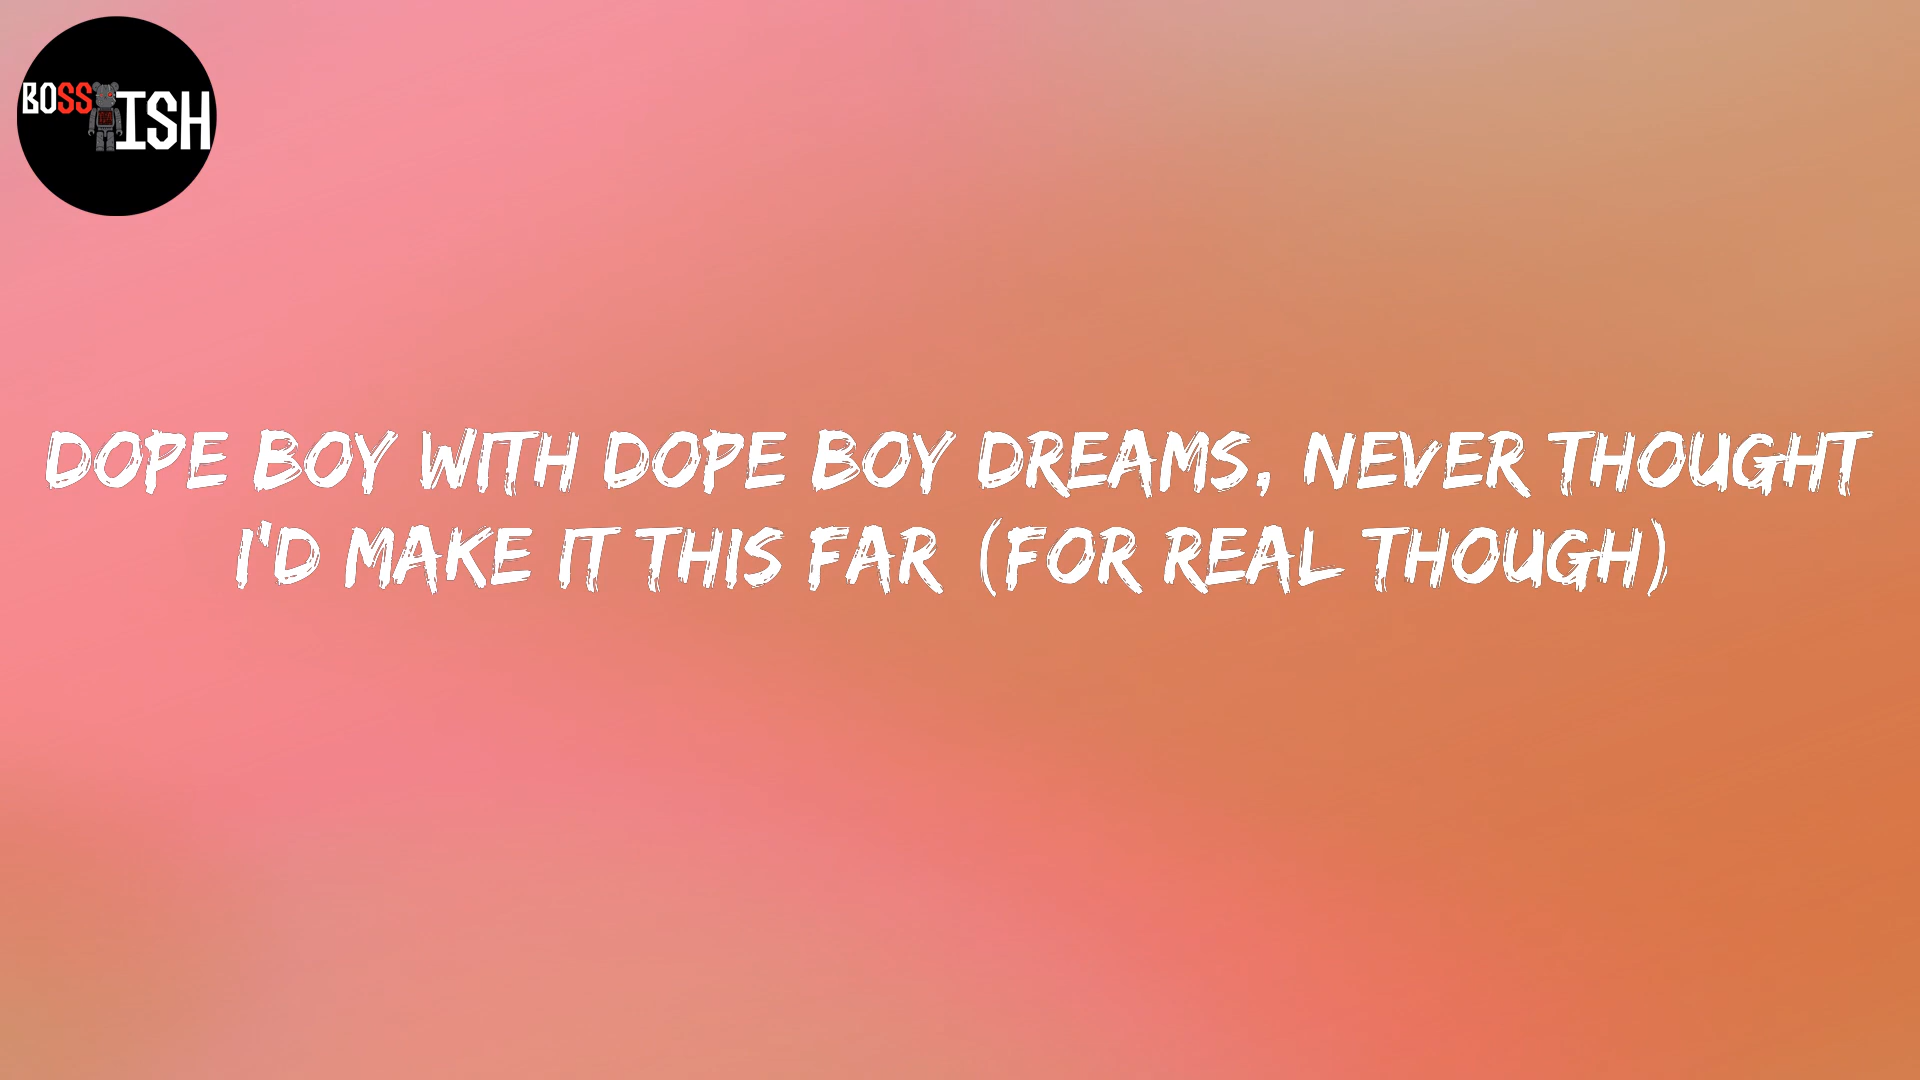 BOSS ISH
DOPE BOY WITH DOPE BOY DREAMS, NEVER THOUGHT
I'D MAKE IT THIS FAR (FOR REAL THOUGH)